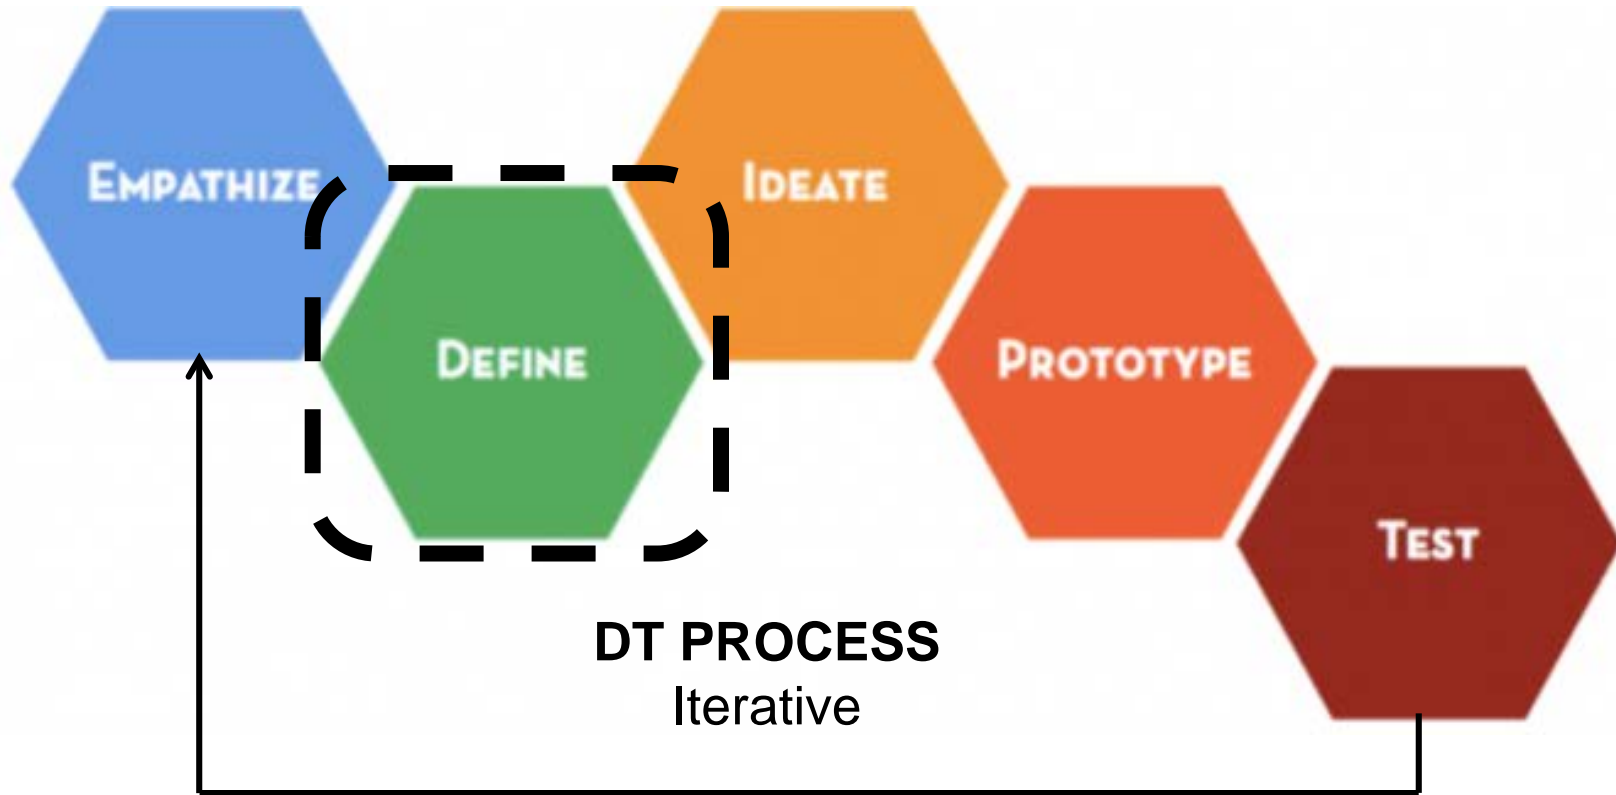 EMPATHIZE
DEFINE
IDEATE
PROTOTYPE
TEST
DT PROCESS
Iterative